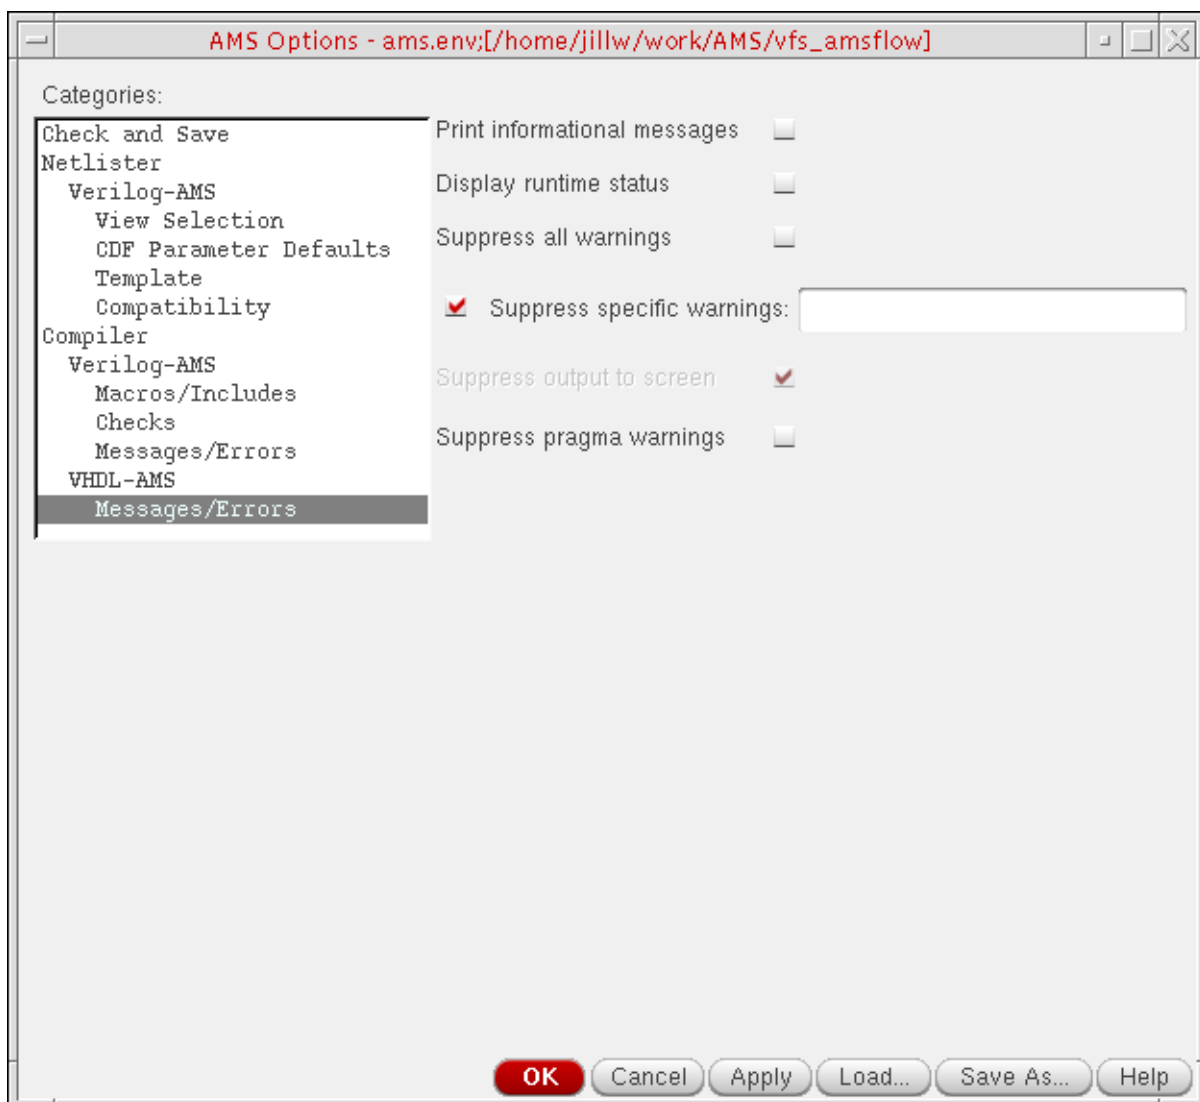 AMS Options - ams.env;[/home/jillw/work/AMS/vfs_amsflow]
Categories:
Check and Save
Netlister
Verilog-AMS
View Selection
CDF Parameter Defaults
Template
Compatibility
Compiler
Verilog-AMS
Macros/Includes
Checks
Messages/Errors
VHDL-AMS
Messages/Errors
Print informational messages
Display runtime status
Suppress all warnings
Suppress specific warnings:
Suppress output to screen
Suppress pragma warnings
OK Cancel Apply Load... Save As... Help